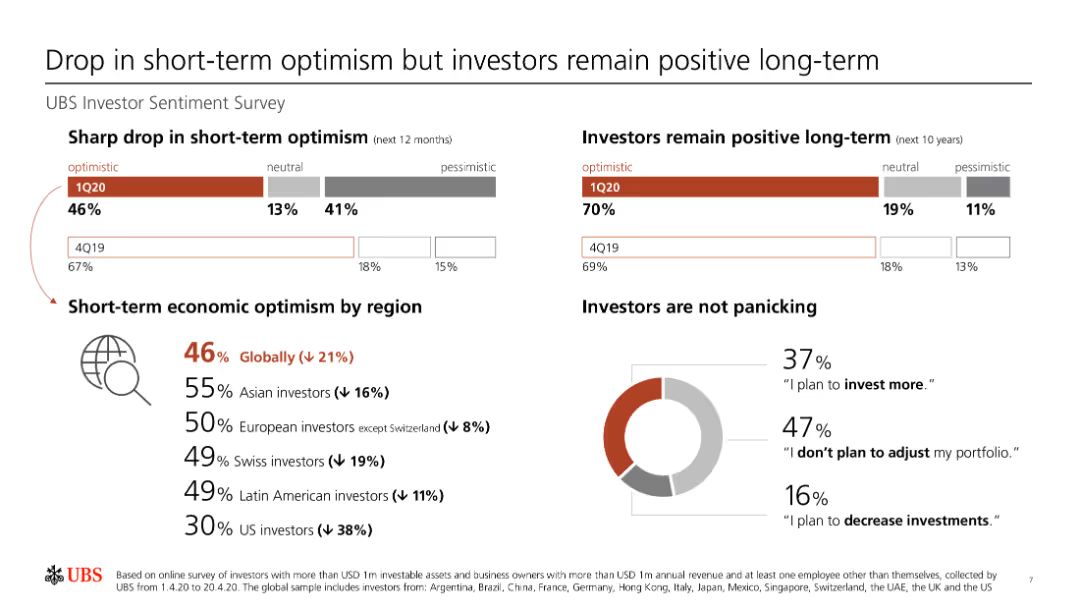 Drop in short-term optimism but investors remain positive long-term
UBS Investor Sentiment Survey
Sharp drop in short-term optimism (next 12 months)
optimistic neutral pessimistic
1Q20
46% 13% 41%
4Q19
67% 18% 15%
Investors remain positive long-term (next 10 years)
optimistic neutral pessimistic
1Q20
70% 19% 11%
4Q19
69% 18% 13%
Short-term economic optimism by region
46% Globally (↓ 21%)
55% Asian investors (↓ 16%)
50% European investors except Switzerland (↓ 8%)
49% Swiss investors (↓ 19%)
49% Latin American investors (↓ 11%)
30% US investors (↓ 38%)
Investors are not panicking
37%
“I plan to invest more.”
47%
“I don’t plan to adjust my portfolio.”
16%
“I plan to decrease investments.”
UBS
Based on online survey of investors with more than USD 1m investable assets and business owners with more than USD 1m annual revenue and at least one employee other than themselves, collected by
UBS from 1.4.20 to 20.4.20. The global sample includes investors from: Argentina, Brazil, China, France, Germany, Hong Kong, Italy, Japan, Mexico, Singapore, Switzerland, the UAE, the UK and the US
7